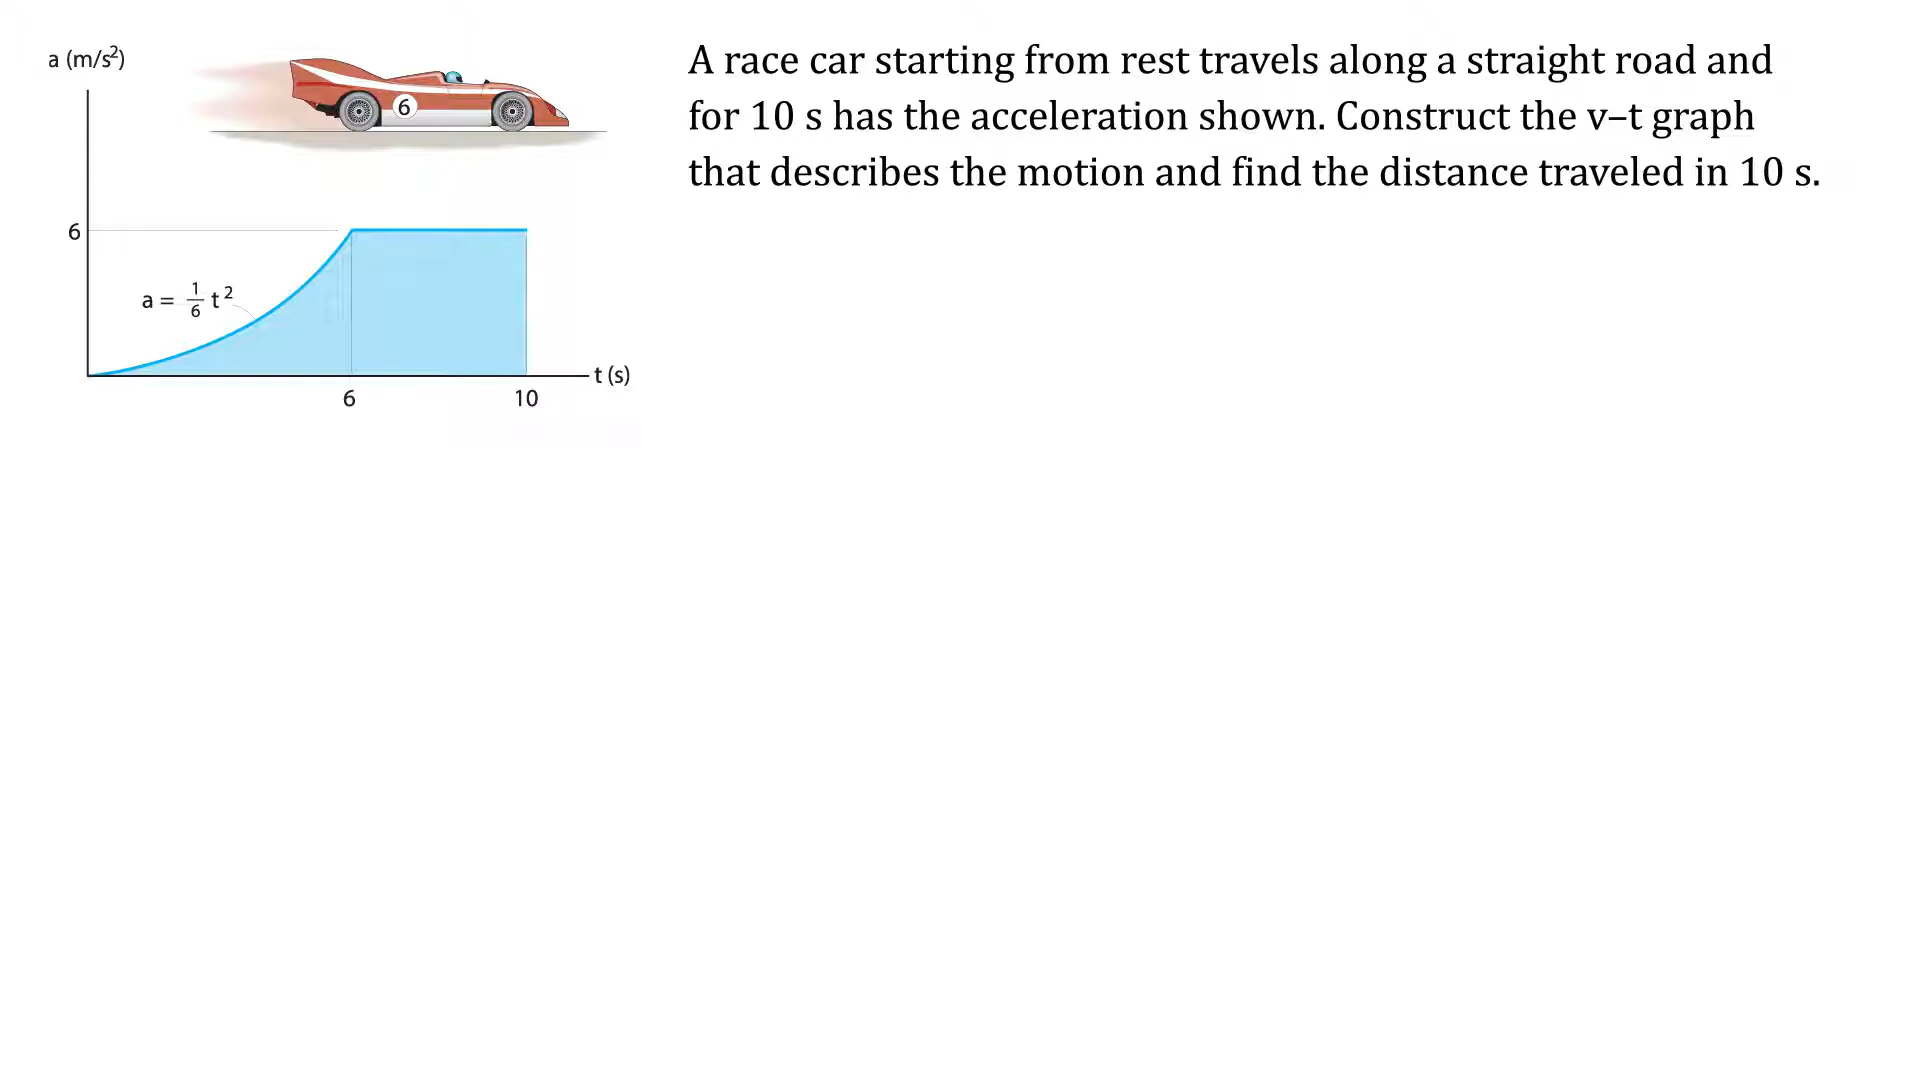 a (m/s²)
6
A race car starting from rest travels along a straight road and
for 10 s has the acceleration shown. Construct the v–t graph
that describes the motion and find the distance traveled in 10 s.
6
a = 1/6 t²
t (s)
6
10